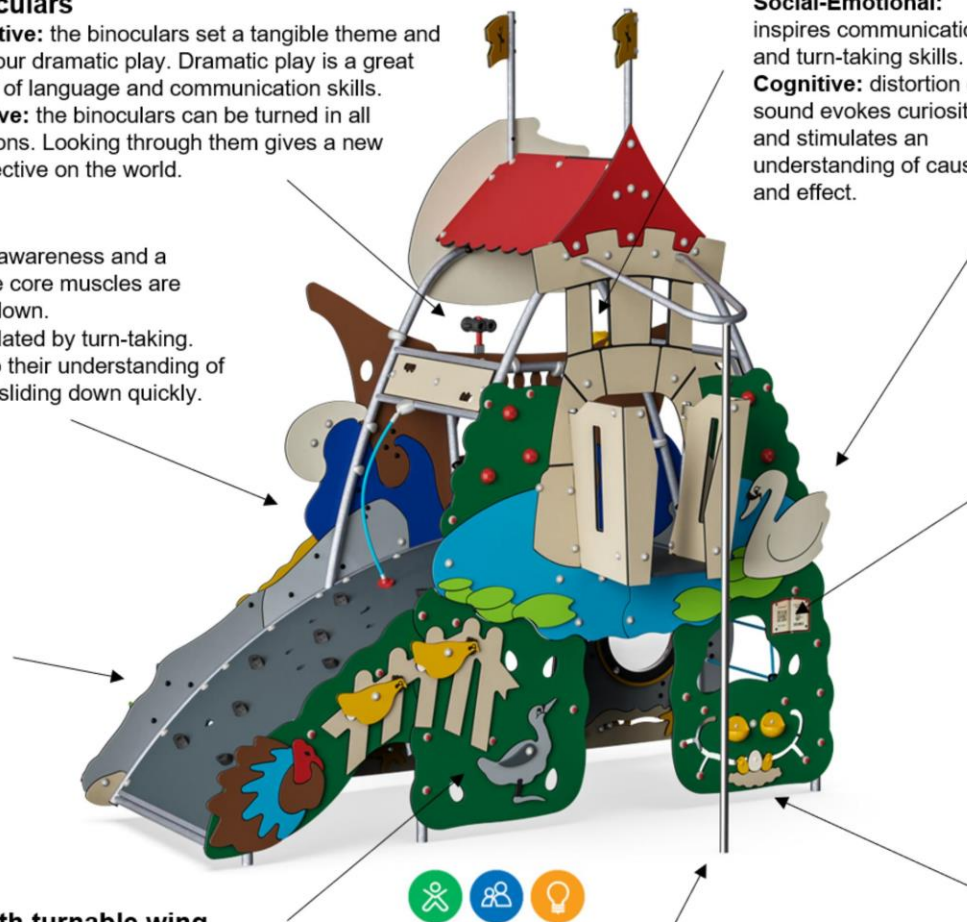 tive: the binoculars set a tangible theme and
our dramatic play. Dramatic play is a great
of language and communication skills.
ve: the binoculars can be turned in all
ons. Looking through them gives a new
ective on the world.
Social-Emotional:
inspires communicatio
and turn-taking skills.
Cognitive: distortion
sound evokes curiosit
and stimulates an
understanding of caus
and effect.
awareness and a
e core muscles are
down.
lated by turn-taking.
their understanding of
sliding down quickly.
th turnable wing